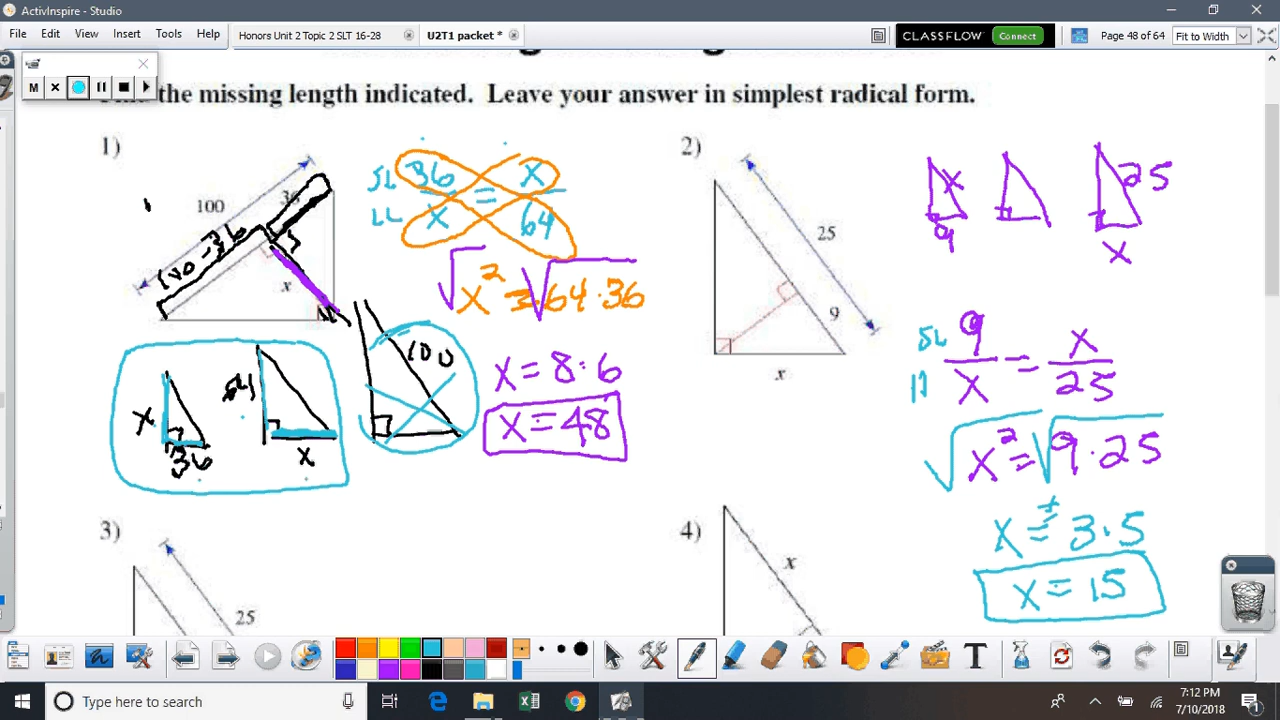 ActivInspire - Studio
File Edit View Insert Tools Help
Honors Unit 2 Topic 2 SLT 16-28
U2T1 packet *
CLASSFLOW Connect
Page 48 of 64
Fit to Width
M
the missing length indicated. Leave your answer in simplest radical form.
1)
100
36
100-36
x
SL 36/x = x/64
LL
√x² = √64·36
x = 8·6
x = 48
x
36
64
x
100
2)
25
9
x
x
9
25
x
SL 9/x = x/25
√x² = √9·25
x = ± 3·5
x = 15
3)
25
4)
x
T
Type here to search
7:12 PM
7/10/2018
1